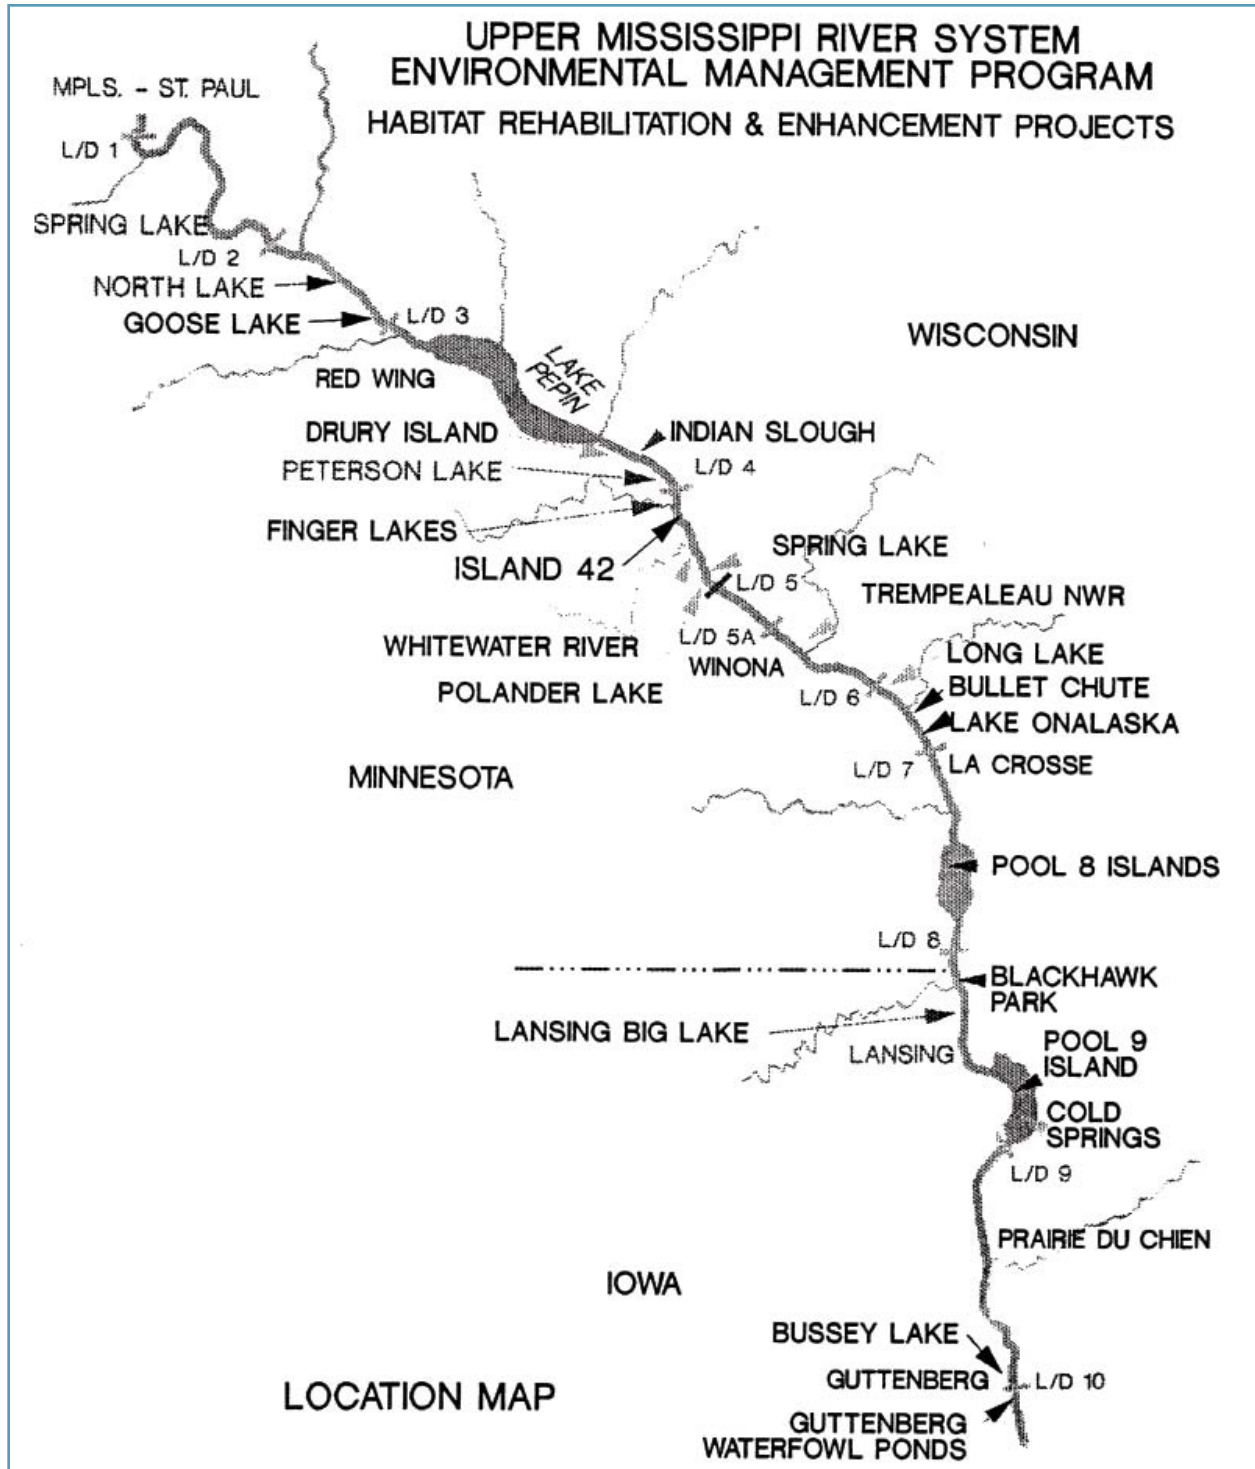 UPPER MISSISSIPPI RIVER SYSTEM
ENVIRONMENTAL MANAGEMENT PROGRAM
HABITAT REHABILITATION & ENHANCEMENT PROJECTS
MPLS. - ST. PAUL
L/D 1
SPRING LAKE
L/D 2
NORTH LAKE
GOOSE LAKE
L/D 3
WISCONSIN
RED WING
LAKE
PEPIN
DRURY ISLAND
INDIAN SLOUGH
PETERSON LAKE
L/D 4
FINGER LAKES
ISLAND 42
SPRING LAKE
L/D 5
TREMPEALEAU NWR
WHITEWATER RIVER
L/D 5A
WINONA
LONG LAKE
POLANDER LAKE
L/D 6
BULLET CHUTE
LAKE ONALASKA
MINNESOTA
L/D 7
LA CROSSE
POOL 8 ISLANDS
L/D 8
BLACKHAWK
PARK
LANSING BIG LAKE
LANSING
POOL 9
ISLAND
COLD
SPRINGS
L/D 9
PRAIRIE DU CHIEN
IOWA
BUSSEY LAKE
GUTTENBERG
L/D 10
LOCATION MAP
GUTTENBERG
WATERFOWL PONDS